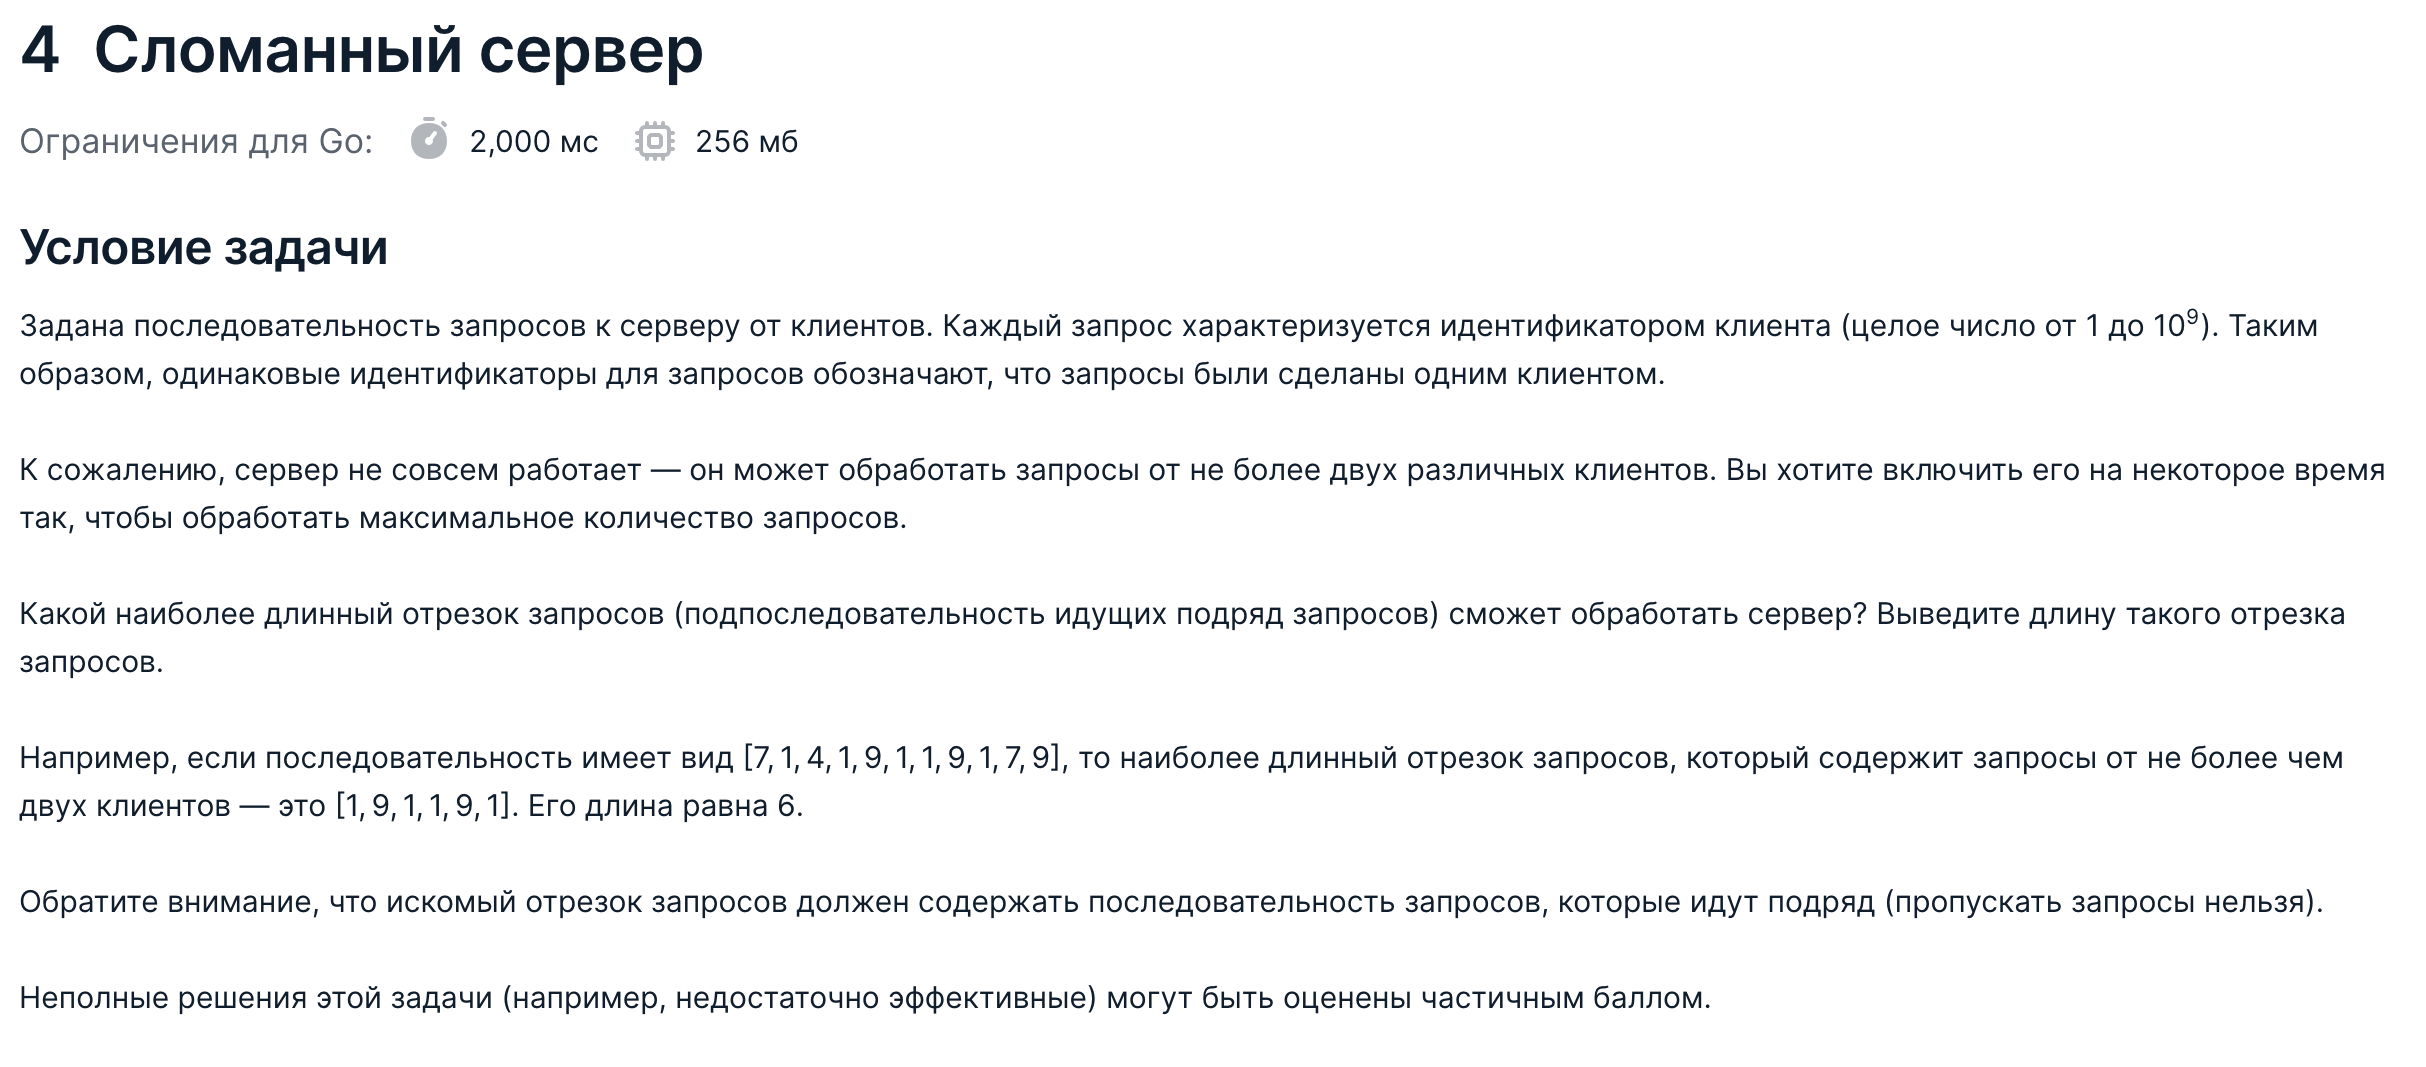 4 Сломанный сервер
Ограничения для Go: 2,000 мс 256 мб
Условие задачи
Задана последовательность запросов к серверу от клиентов. Каждый запрос характеризуется идентификатором клиента (целое число от 1 до 10⁹). Таким
образом, одинаковые идентификаторы для запросов обозначают, что запросы были сделаны одним клиентом.
К сожалению, сервер не совсем работает — он может обработать запросы от не более двух различных клиентов. Вы хотите включить его на некоторое время
так, чтобы обработать максимальное количество запросов.
Какой наиболее длинный отрезок запросов (подпоследовательность идущих подряд запросов) сможет обработать сервер? Выведите длину такого отрезка
запросов.
Например, если последовательность имеет вид [7, 1, 4, 1, 9, 1, 1, 9, 1, 7, 9], то наиболее длинный отрезок запросов, который содержит запросы от не более чем
двух клиентов — это [1, 9, 1, 1, 9, 1]. Его длина равна 6.
Обратите внимание, что искомый отрезок запросов должен содержать последовательность запросов, которые идут подряд (пропускать запросы нельзя).
Неполные решения этой задачи (например, недостаточно эффективные) могут быть оценены частичным баллом.